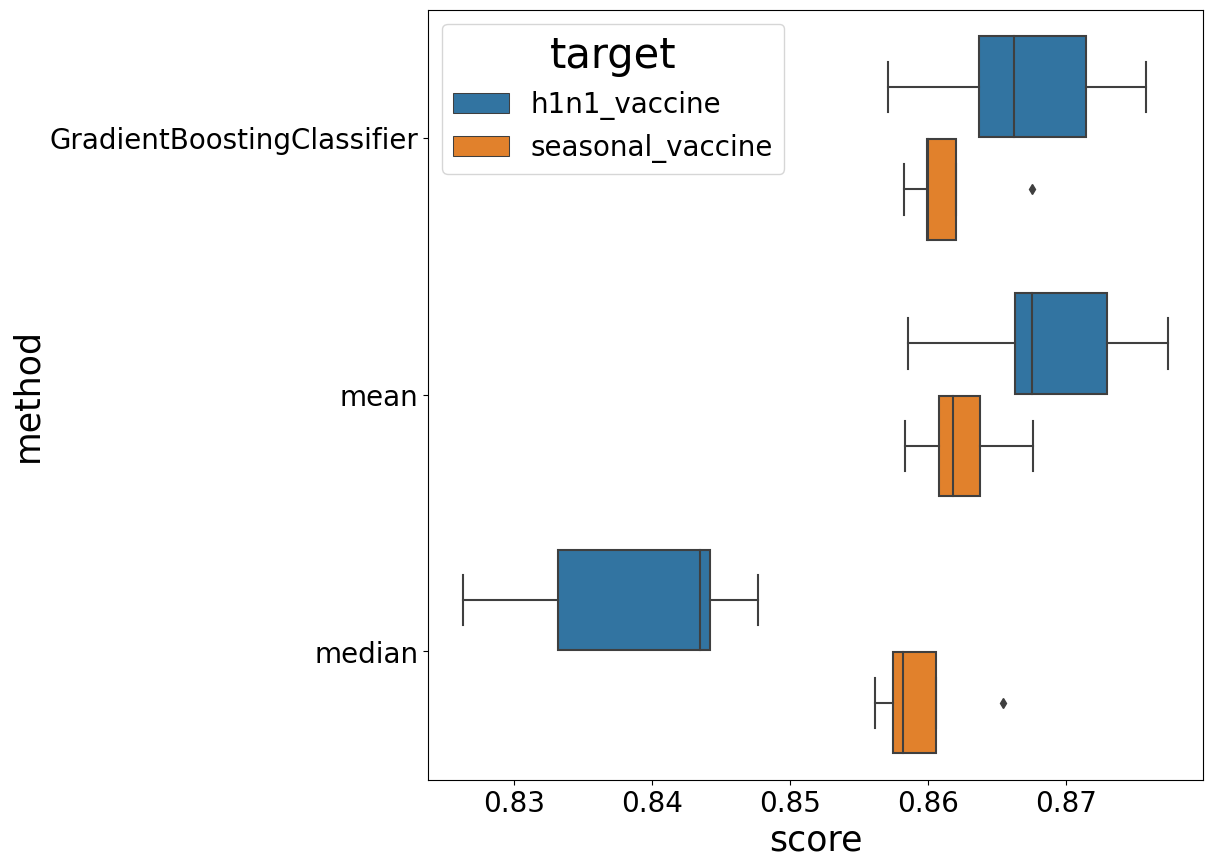 target
h1n1_vaccine
seasonal_vaccine
GradientBoostingClassifier
mean
median
method
0.83 0.84 0.85 0.86 0.87
score